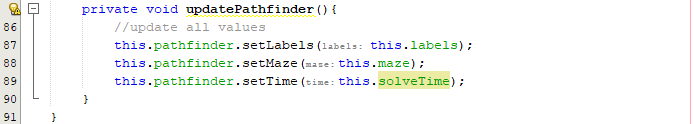 private void updatePathfinder(){
86 //update all values
87 this.pathfinder.setLabels(labels: this.labels);
88 this.pathfinder.setMaze(mase: this.maze);
89 this.pathfinder.setTime(time: this.solveTime);
90 }
91 }